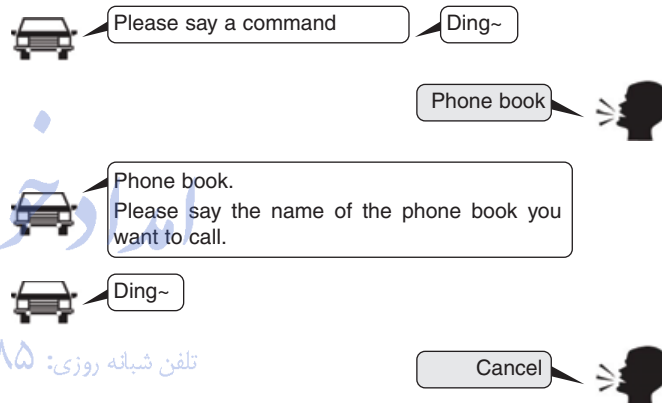 Please say a command
Ding~
Phone book
Phone book.
Please say the name of the phone book you
want to call.
Ding~
تلفن شبانه روزی: ۸۵
Cancel